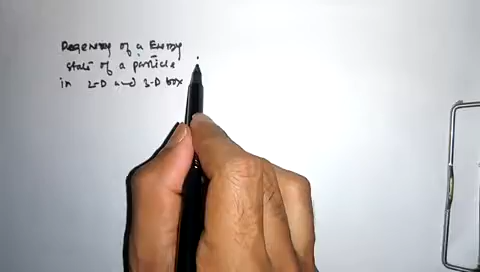 Degeneracy of a Energy
state of a particle
in 2-D and 3-D box